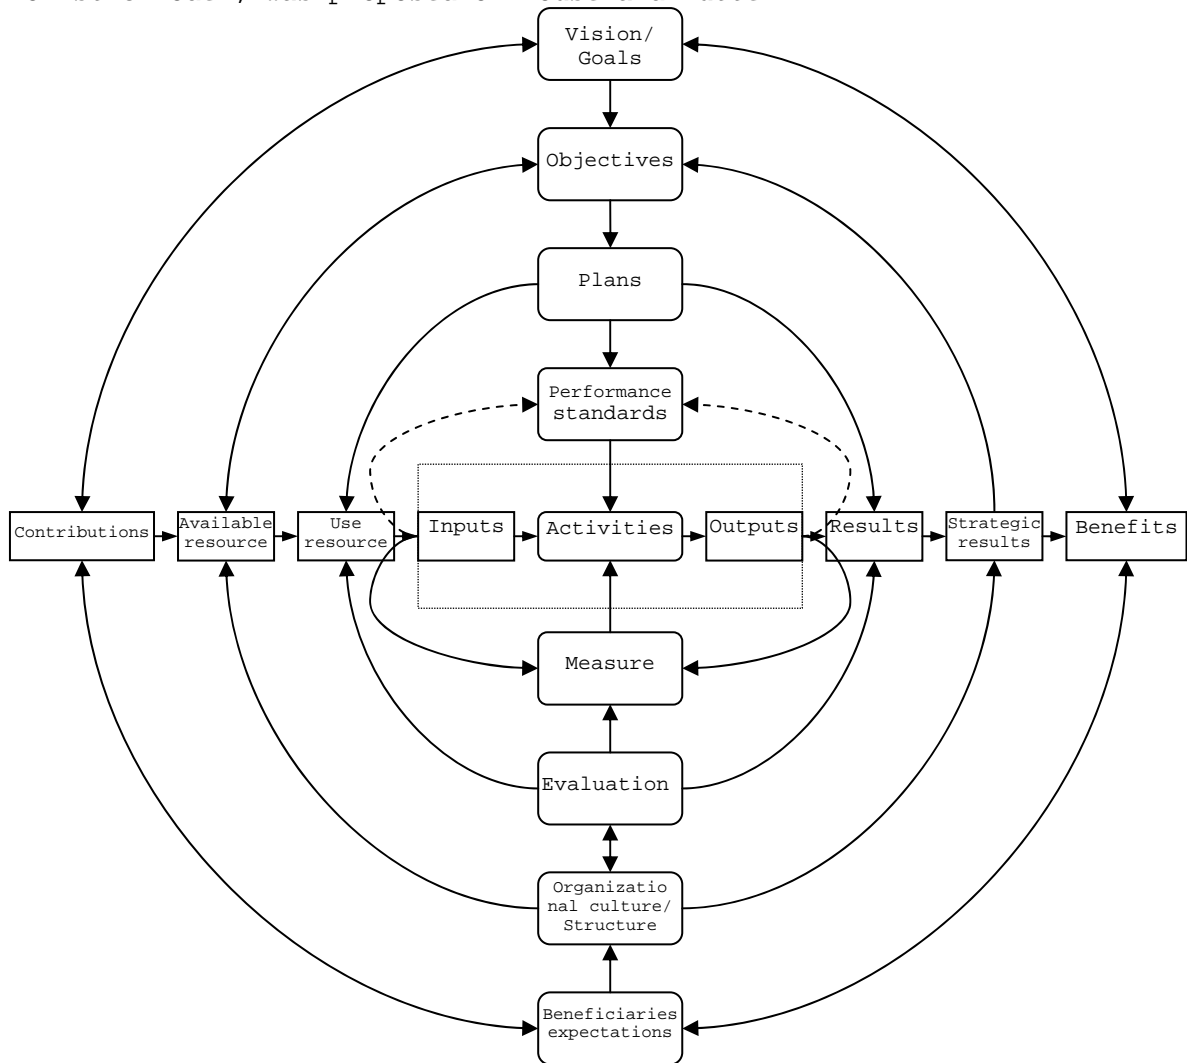 Vision/
Goals
Objectives
Plans
Performance
standards
Contributions
Available
resource
Use
resource
Inputs
Activities
Outputs
Results
Strategic
results
Benefits
Measure
Evaluation
Organizatio
nal culture/
Structure
Beneficiaries
expectations